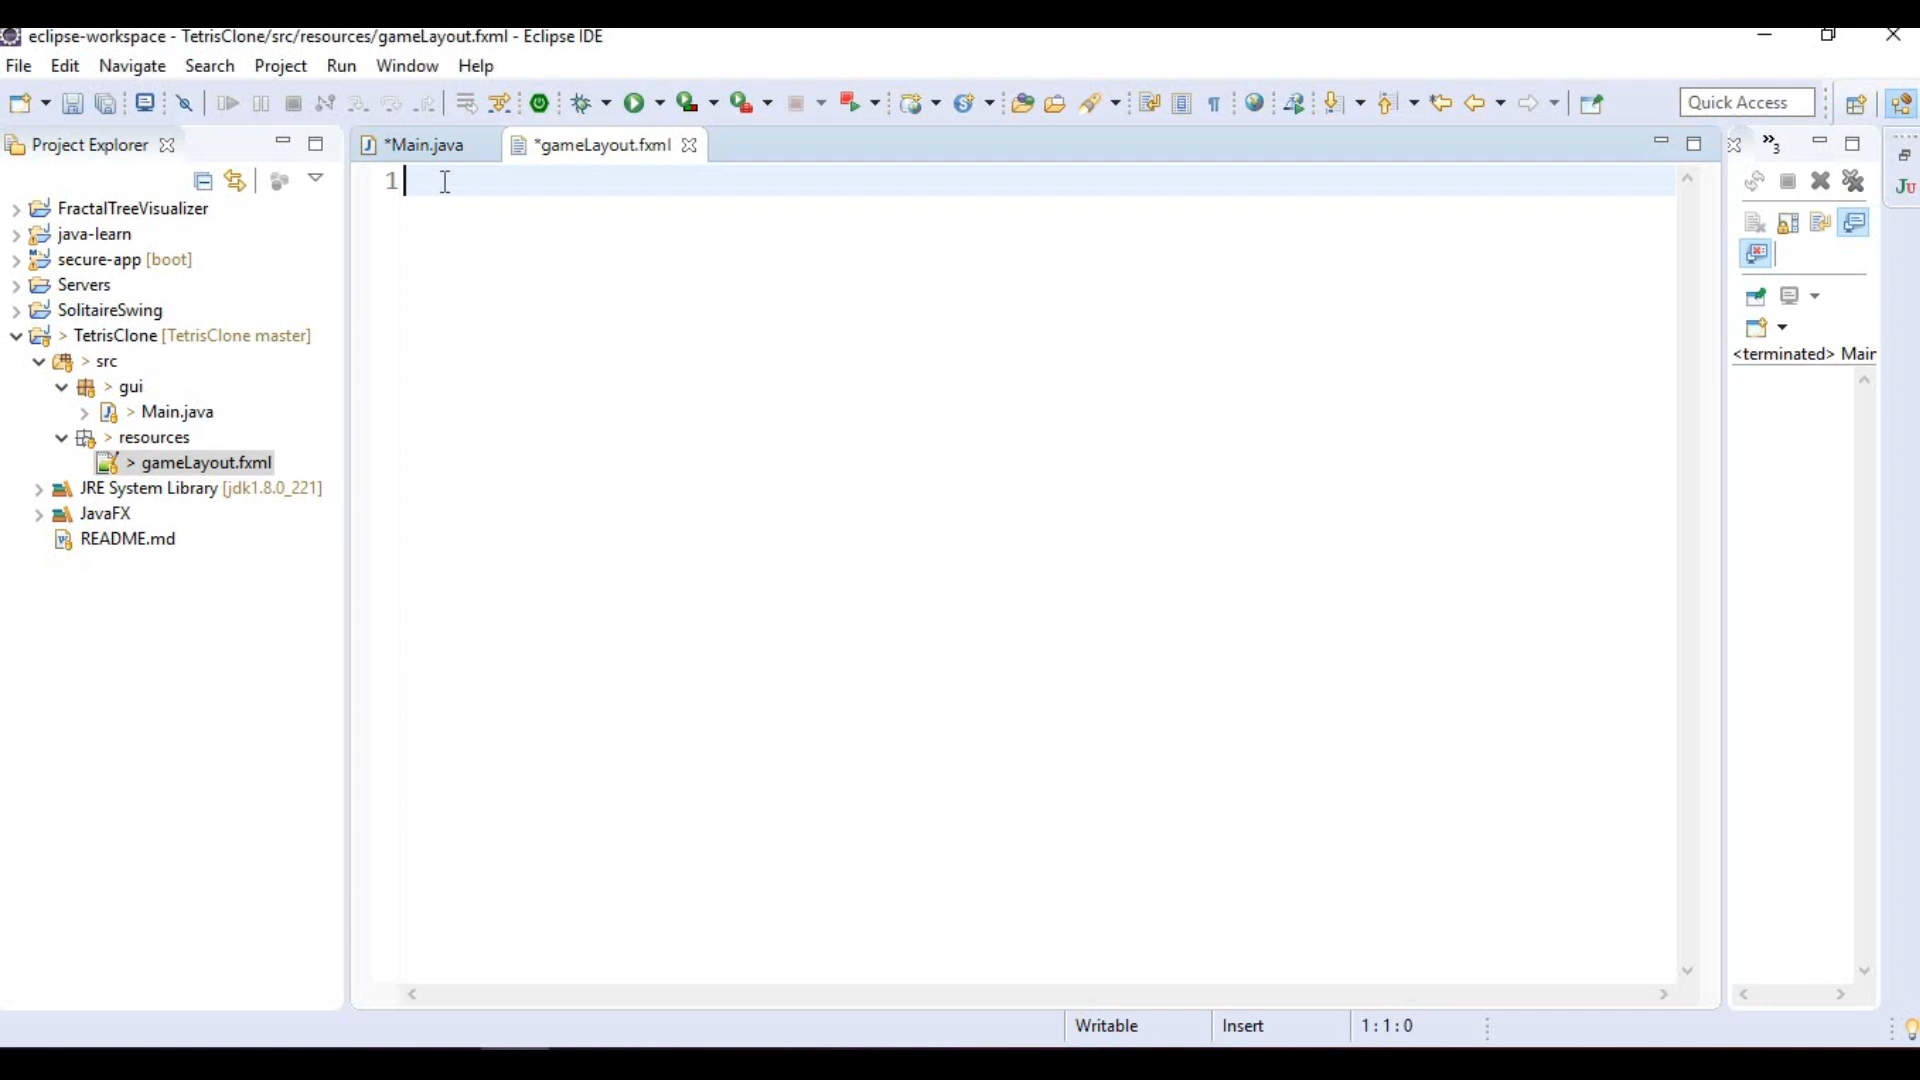 eclipse-workspace - TetrisClone/src/resources/gameLayout.fxml - Eclipse IDE
File Edit Navigate Search Project Run Window Help
Quick Access
Project Explorer
*Main.java
*gameLayout.fxml
»3
JU
1
FractalTreeVisualizer
java-learn
secure-app [boot]
Servers
SolitaireSwing
> TetrisClone [TetrisClone master]
> src
> gui
> Main.java
> resources
> gameLayout.fxml
JRE System Library [jdk1.8.0_221]
JavaFX
README.md
<terminated> Mair
Writable
Insert
1 : 1 : 0